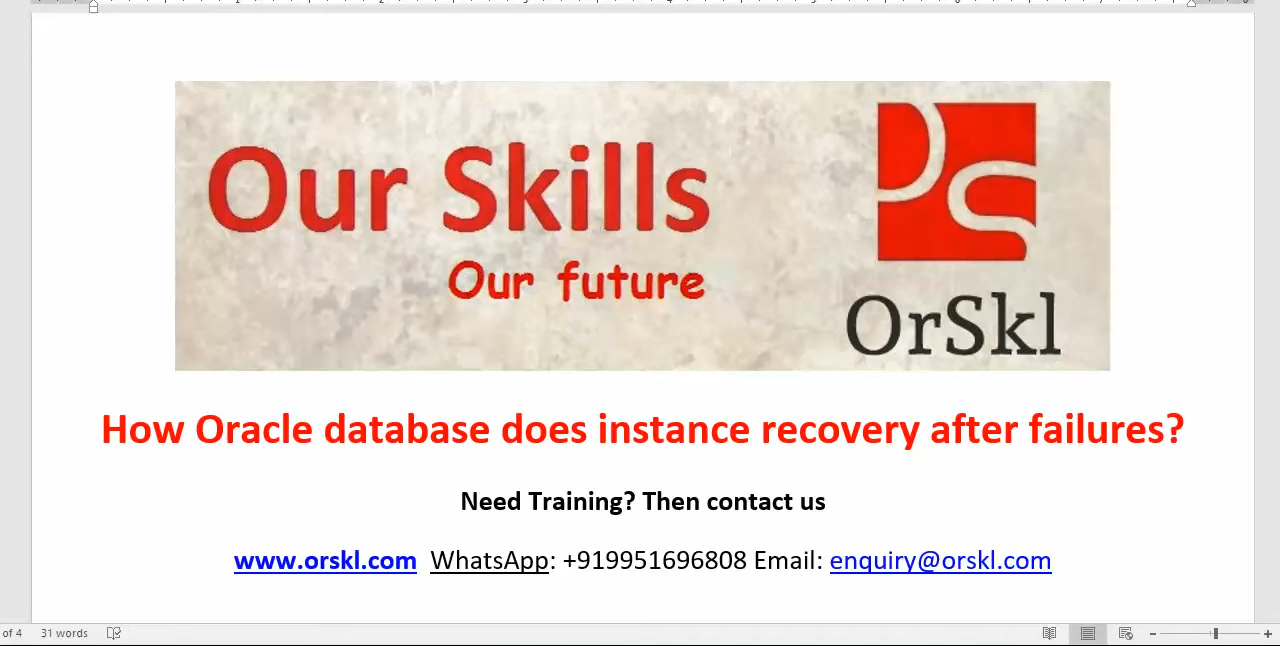 Our Skills
Our future
OrSkl
How Oracle database does instance recovery after failures?
Need Training? Then contact us
www.orskl.com WhatsApp: +919951696808 Email: enquiry@orskl.com
of 4 31 words